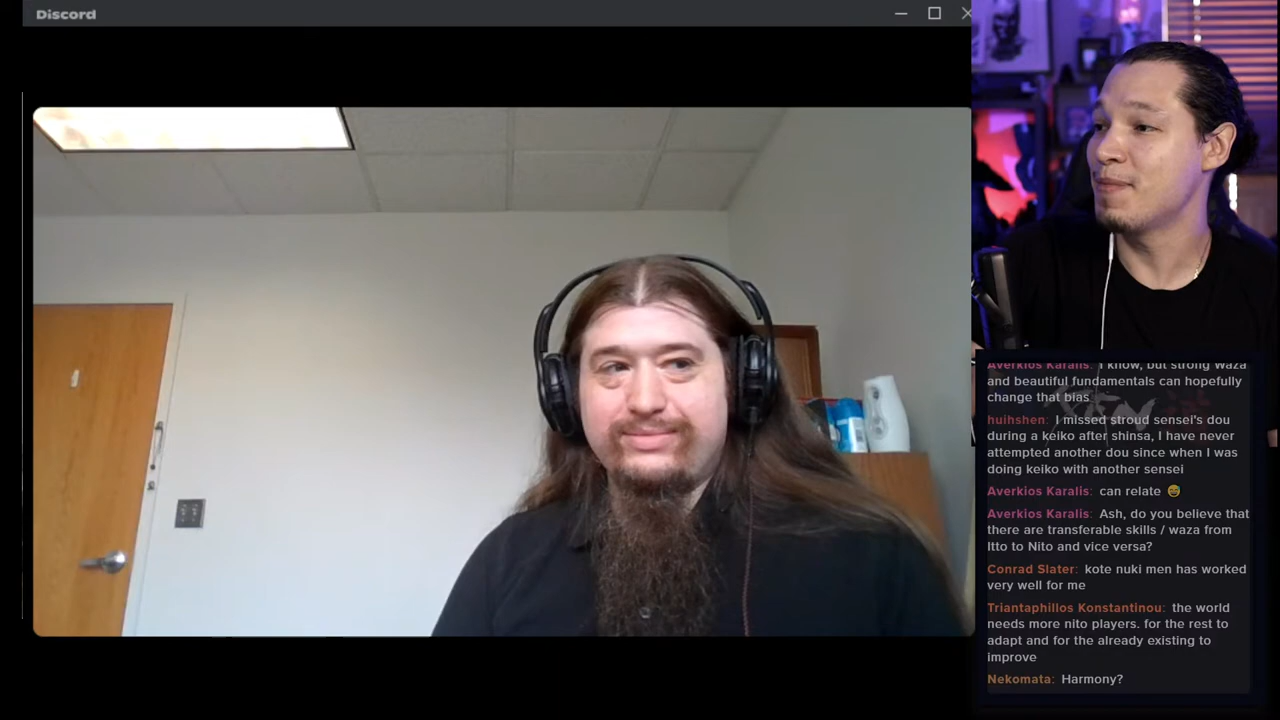 Discord
Averkios Karalis: I know, but strong Waza
and beautiful fundamentals can hopefully
change that bias
huihshen: I missed stroud sensei's dou
during a keiko after shinsa, I have never
attempted another dou since when I was
doing keiko with another sensei
Averkios Karalis: can relate 😅
Averkios Karalis: Ash, do you believe that
there are transferable skills / waza from
Itto to Nito and vice versa?
Conrad Slater: kote nuki men has worked
very well for me
Triantaphillos Konstantinou: the world
needs more nito players. for the rest to
adapt and for the already existing to
improve
Nekomata: Harmony?